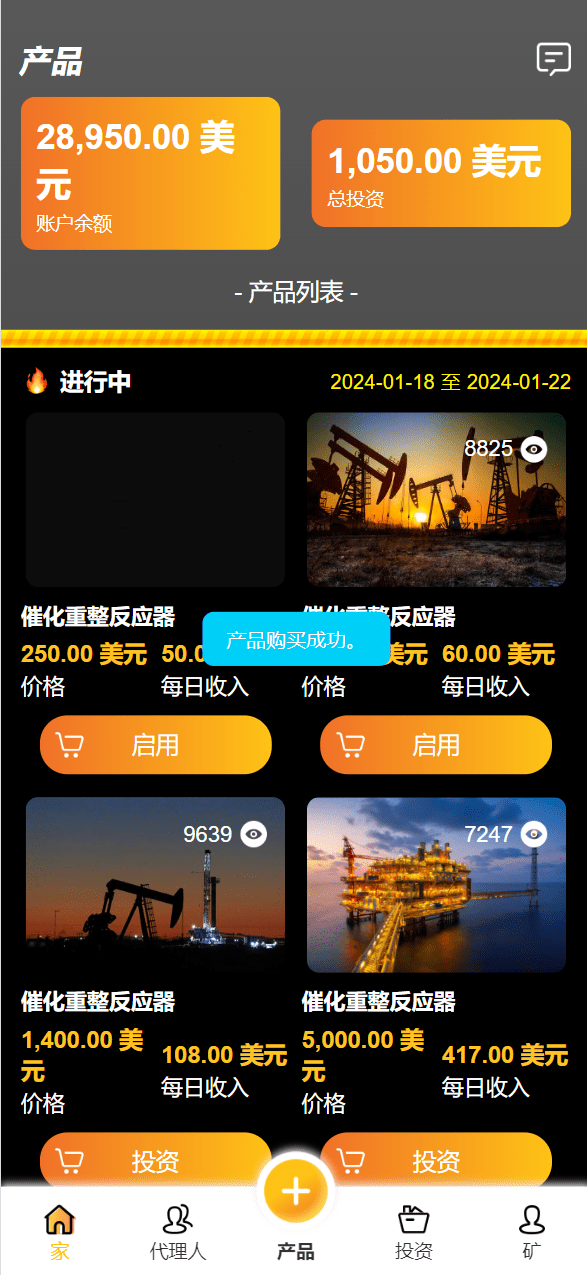 产品
28,950.00 美
元
账户余额
1,050.00 美元
总投资
- 产品列表 -
进行中
2024-01-18 至 2024-01-22
8825
催化重整反应器
催化重整反应器
产品购买成功。
250.00 美元
50.0
美元
60.00 美元
价格
每日收入
价格
每日收入
启用
启用
9639
7247
催化重整反应器
催化重整反应器
1,400.00 美
元
108.00 美元
5,000.00 美
元
417.00 美元
价格
每日收入
价格
每日收入
投资
投资
家
代理人
产品
投资
矿